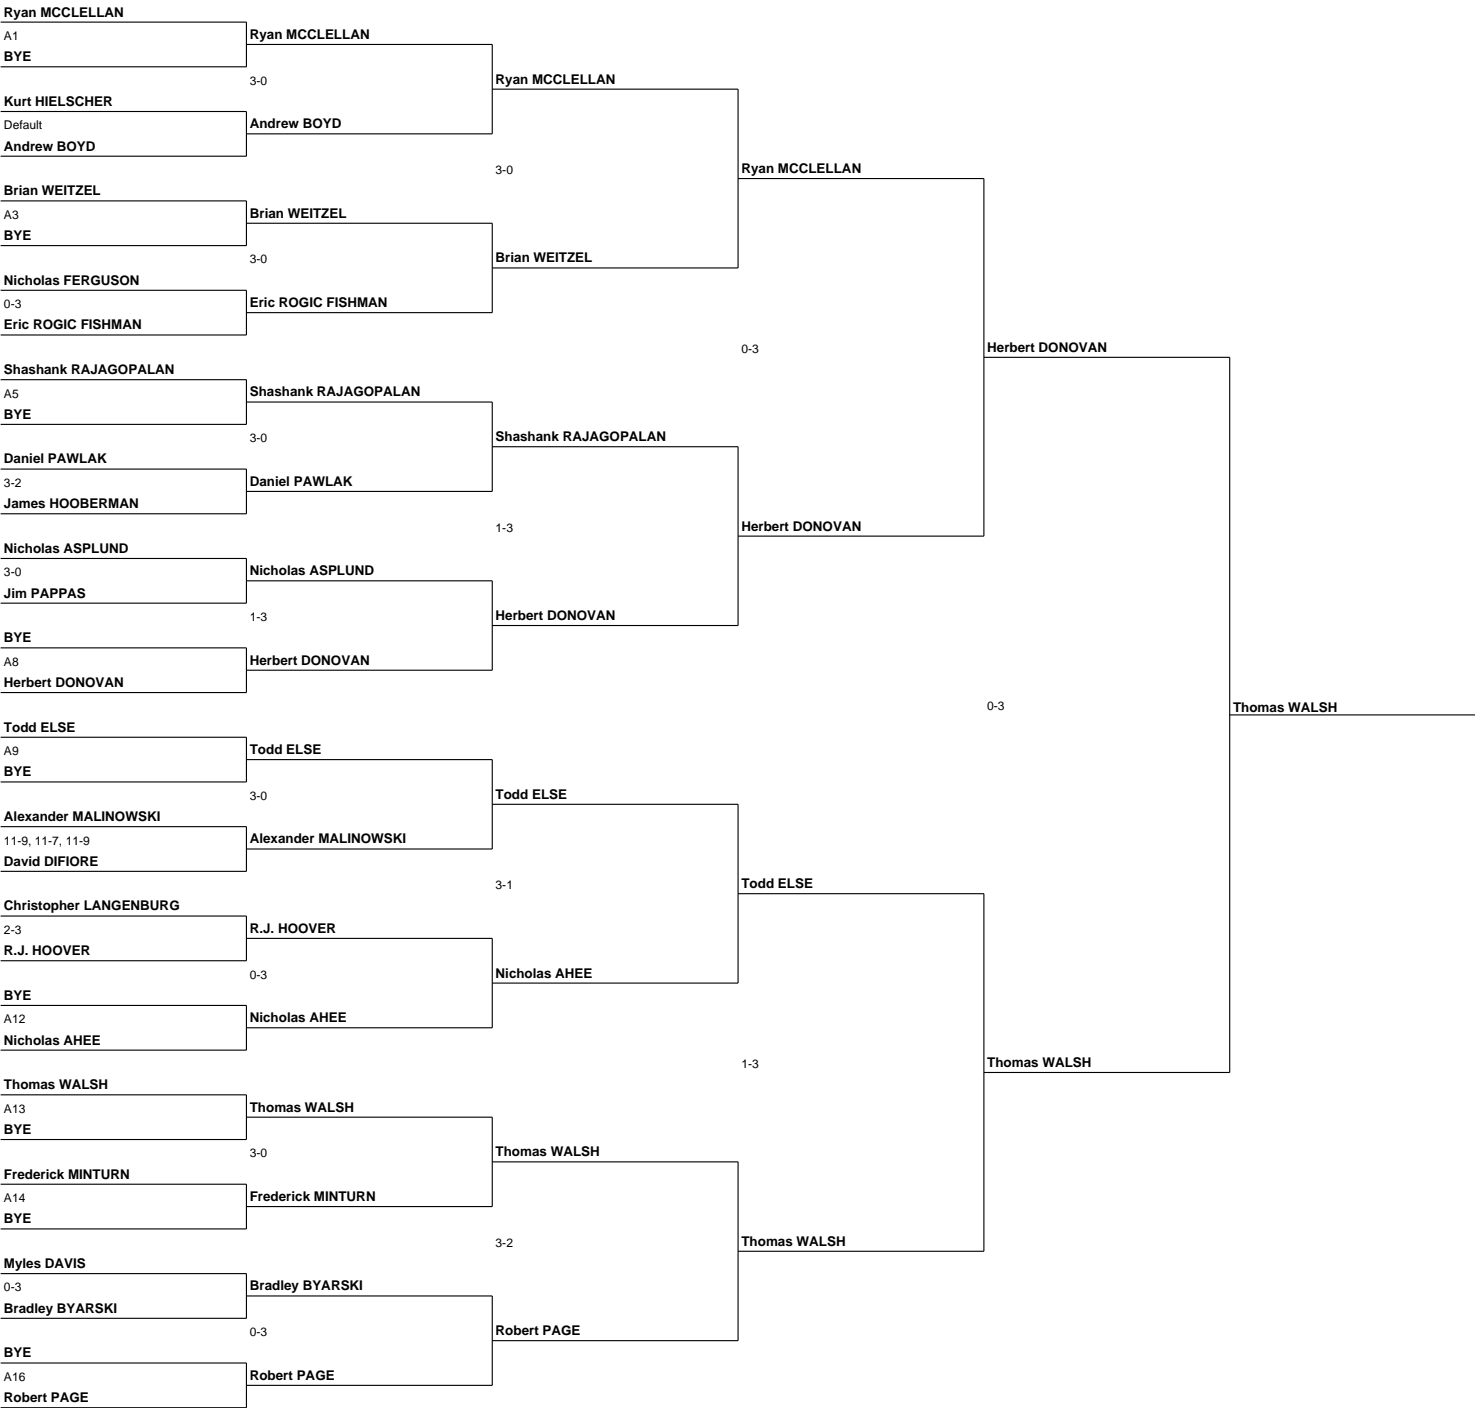 Ryan MCCLELLAN
A1
BYE
Kurt HIELSCHER
Default
Andrew BOYD
Brian WEITZEL
A3
BYE
Nicholas FERGUSON
0-3
Eric ROGIC FISHMAN
Shashank RAJAGOPALAN
A5
BYE
Daniel PAWLAK
3-2
James HOOBERMAN
Nicholas ASPLUND
3-0
Jim PAPPAS
BYE
A8
Herbert DONOVAN
Todd ELSE
A9
BYE
Alexander MALINOWSKI
11-9, 11-7, 11-9
David DIFIORE
Christopher LANGENBURG
2-3
R.J. HOOVER
BYE
A12
Nicholas AHEE
Thomas WALSH
A13
BYE
Frederick MINTURN
A14
BYE
Myles DAVIS
0-3
Bradley BYARSKI
BYE
A16
Robert PAGE
Ryan MCCLELLAN
3-0
Andrew BOYD
Brian WEITZEL
3-0
Eric ROGIC FISHMAN
Shashank RAJAGOPALAN
3-0
Daniel PAWLAK
Nicholas ASPLUND
1-3
Herbert DONOVAN
Todd ELSE
3-0
Alexander MALINOWSKI
R.J. HOOVER
0-3
Nicholas AHEE
Thomas WALSH
3-0
Frederick MINTURN
Bradley BYARSKI
0-3
Robert PAGE
Ryan MCCLELLAN
3-0
Brian WEITZEL
Shashank RAJAGOPALAN
1-3
Herbert DONOVAN
Todd ELSE
3-1
Nicholas AHEE
Thomas WALSH
3-2
Robert PAGE
Ryan MCCLELLAN
0-3
Herbert DONOVAN
Todd ELSE
1-3
Thomas WALSH
Herbert DONOVAN
0-3
Thomas WALSH
Thomas WALSH